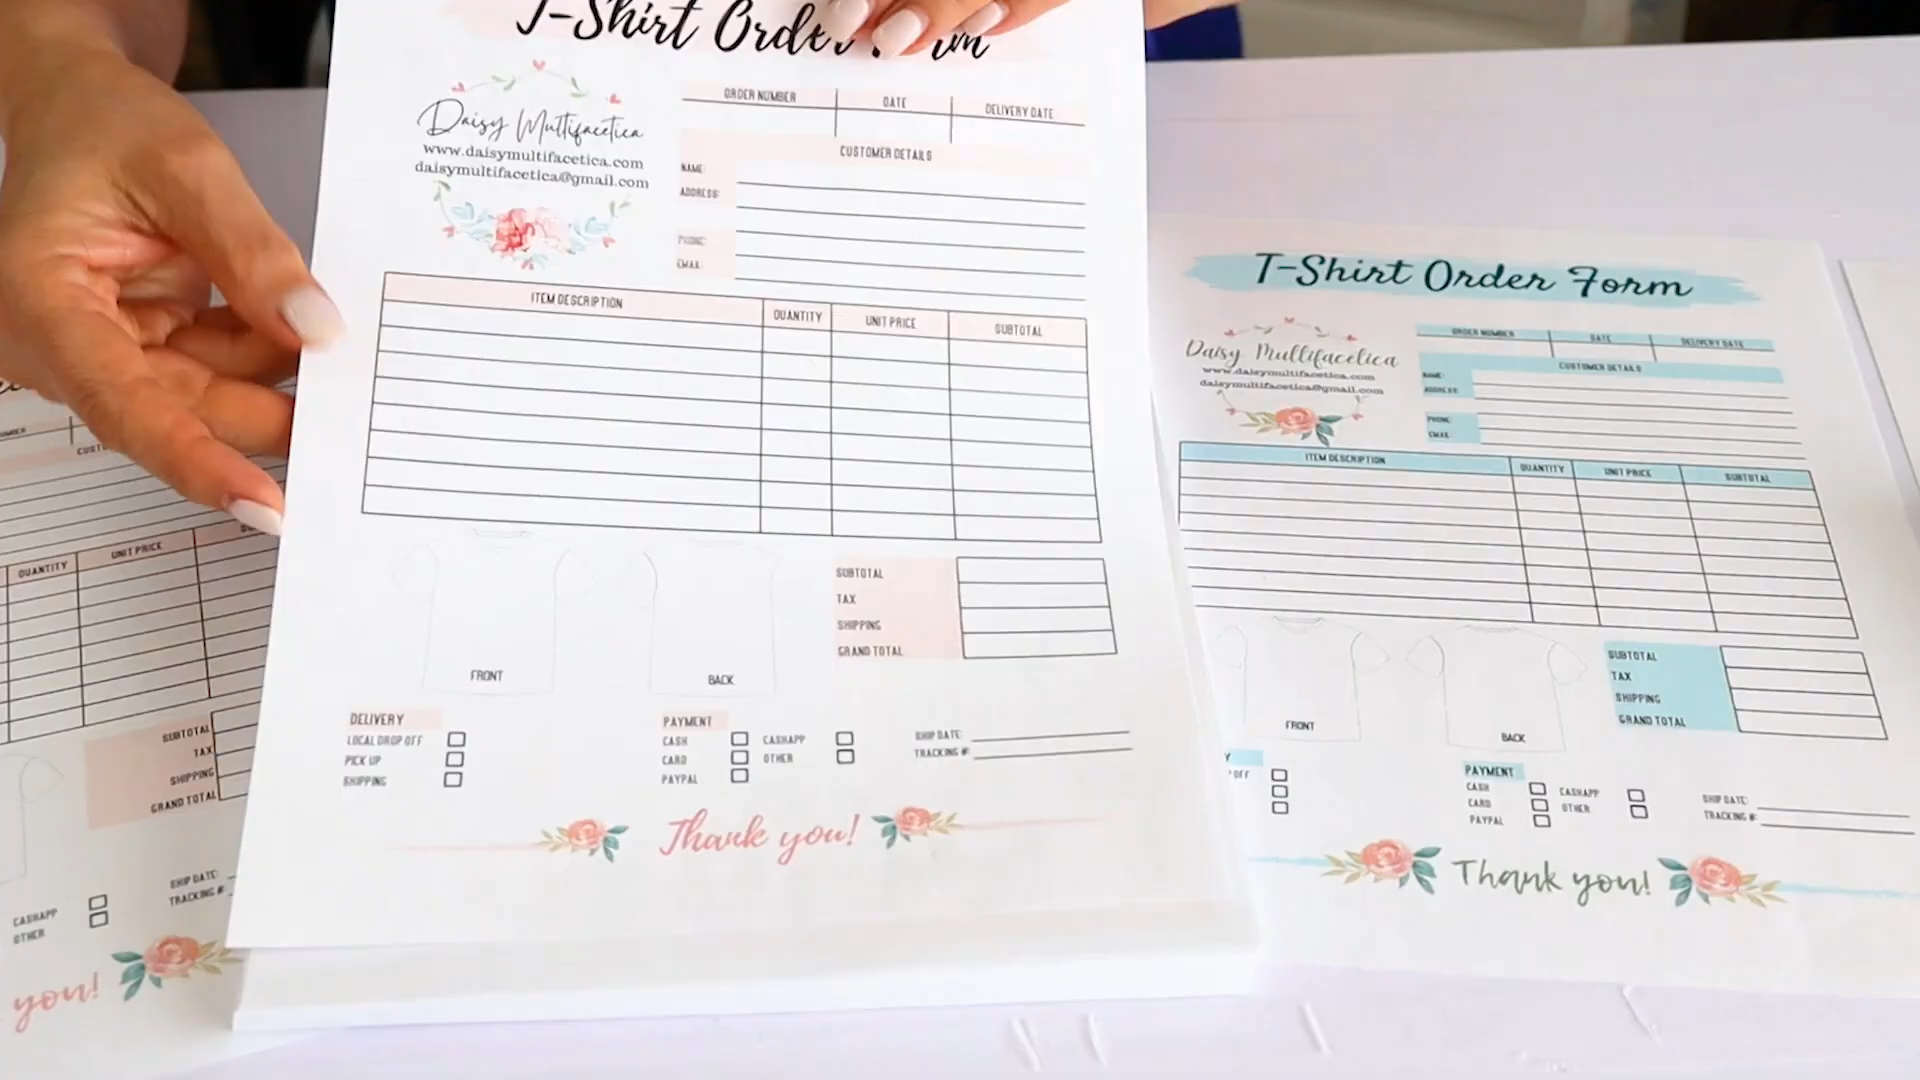 T-Shirt Order Form
Daisy Multifacetica
www.daisymultifacetica.com
daisymultifacetica@gmail.com
ORDER NUMBER DATE DELIVERY DATE
CUSTOMER DETAILS
NAME:
ADDRESS:
PHONE:
EMAIL:
ITEM DESCRIPTION QUANTITY UNIT PRICE SUBTOTAL
SUBTOTAL
TAX
SHIPPING
GRAND TOTAL
FRONT BACK
DELIVERY
LOCAL DROP OFF
PICK UP
SHIPPING
PAYMENT
CASH CASHAPP
CARD OTHER
PAYPAL
SHIP DATE:
TRACKING #:
Thank you!
T-Shirt Order Form
Daisy Multifacetica
www.daisymultifacetica.com
daisymultifacetica@gmail.com
ORDER NUMBER DATE DELIVERY DATE
CUSTOMER DETAILS
NAME:
ADDRESS:
PHONE:
EMAIL:
ITEM DESCRIPTION QUANTITY UNIT PRICE SUBTOTAL
SUBTOTAL
TAX
SHIPPING
GRAND TOTAL
FRONT BACK
OFF
PAYMENT
CASH CASHAPP
CARD OTHER
PAYPAL
SHIP DATE:
TRACKING #:
Thank you!
QUANTITY UNIT PRICE
SUBTOTAL
TAX
SHIPPING
GRAND TOTAL
SHIP DATE:
TRACKING #:
CASHAPP
OTHER
you!